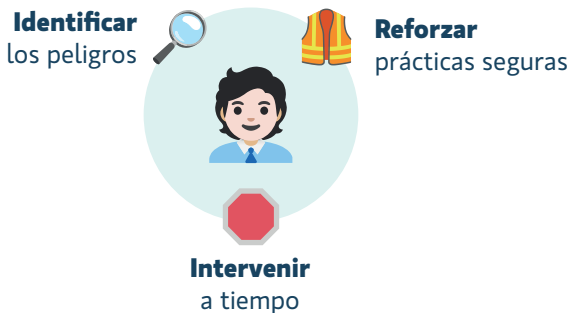 Identificar
los peligros
Reforzar
prácticas seguras
Intervenir
a tiempo